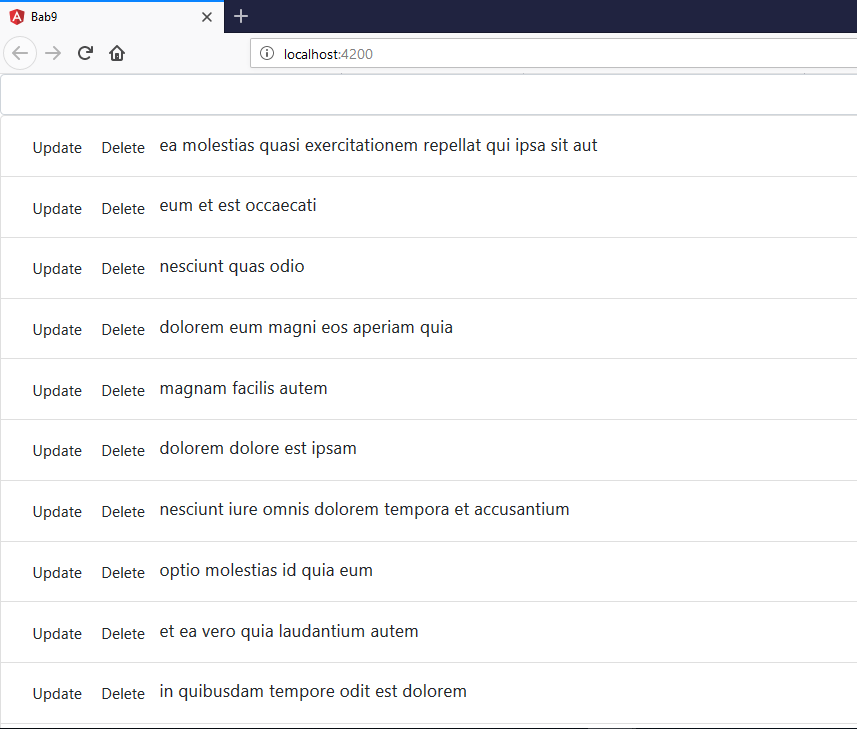 Bab9
localhost:4200
Update Delete ea molestias quasi exercitationem repellat qui ipsa sit aut
Update Delete eum et est occaecati
Update Delete nesciunt quas odio
Update Delete dolorem eum magni eos aperiam quia
Update Delete magnam facilis autem
Update Delete dolorem dolore est ipsam
Update Delete nesciunt iure omnis dolorem tempora et accusantium
Update Delete optio molestias id quia eum
Update Delete et ea vero quia laudantium autem
Update Delete in quibusdam tempore odit est dolorem